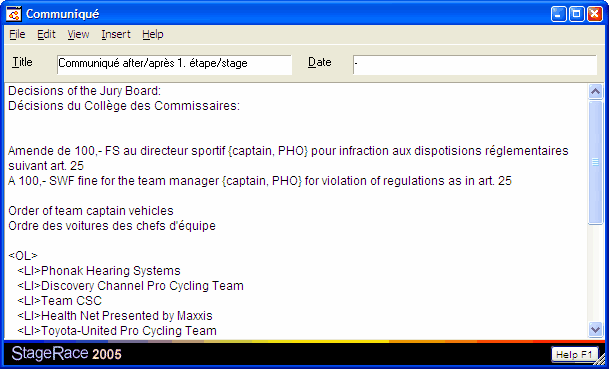 Communiqué
File Edit View Insert Help
Title Communiqué after/après 1. étape/stage Date -
Decisions of the Jury Board:
Décisions du Collège des Commissaires:
Amende de 100,- FS au directeur sportif {captain, PHO} pour infraction aux dispotisions réglementaires
suivant art. 25
A 100,- SWF fine for the team manager {captain, PHO} for violation of regulations as in art. 25
Order of team captain vehicles
Ordre des voitures des chefs d'équipe
<OL>
<LI>Phonak Hearing Systems
<LI>Discovery Channel Pro Cycling Team
<LI>Team CSC
<LI>Health Net Presented by Maxxis
<LI>Toyota-United Pro Cycling Team
StageRace 2005 Help F1